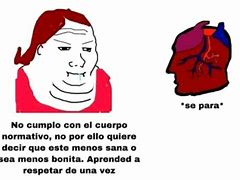 No cumplo con el cuerpo
normativo, no por ello quiere
decir que este menos sana o
sea menos bonita. Aprended a
respetar de una vez
*se para*